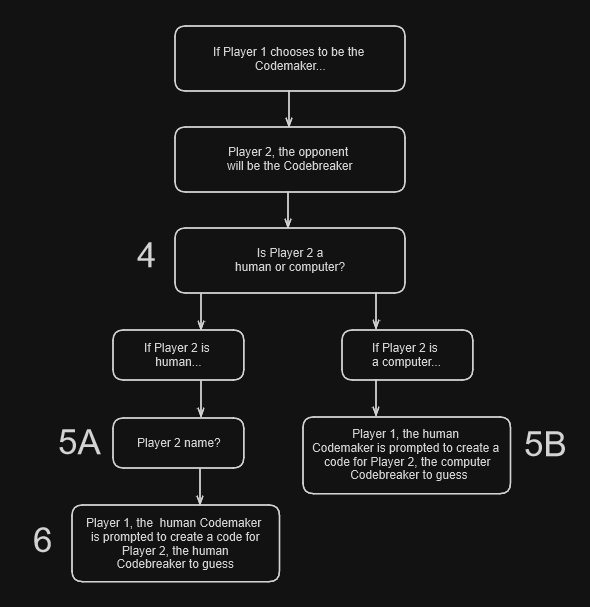 If Player 1 chooses to be the
Codemaker...
Player 2, the opponent
will be the Codebreaker
4
Is Player 2 a
human or computer?
If Player 2 is
human...
If Player 2 is
a computer...
5A
Player 2 name?
Player 1, the human
Codemaker is prompted to create a
code for Player 2, the computer
Codebreaker to guess
5B
6
Player 1, the human Codemaker
is prompted to create a code for
Player 2, the human
Codebreaker to guess